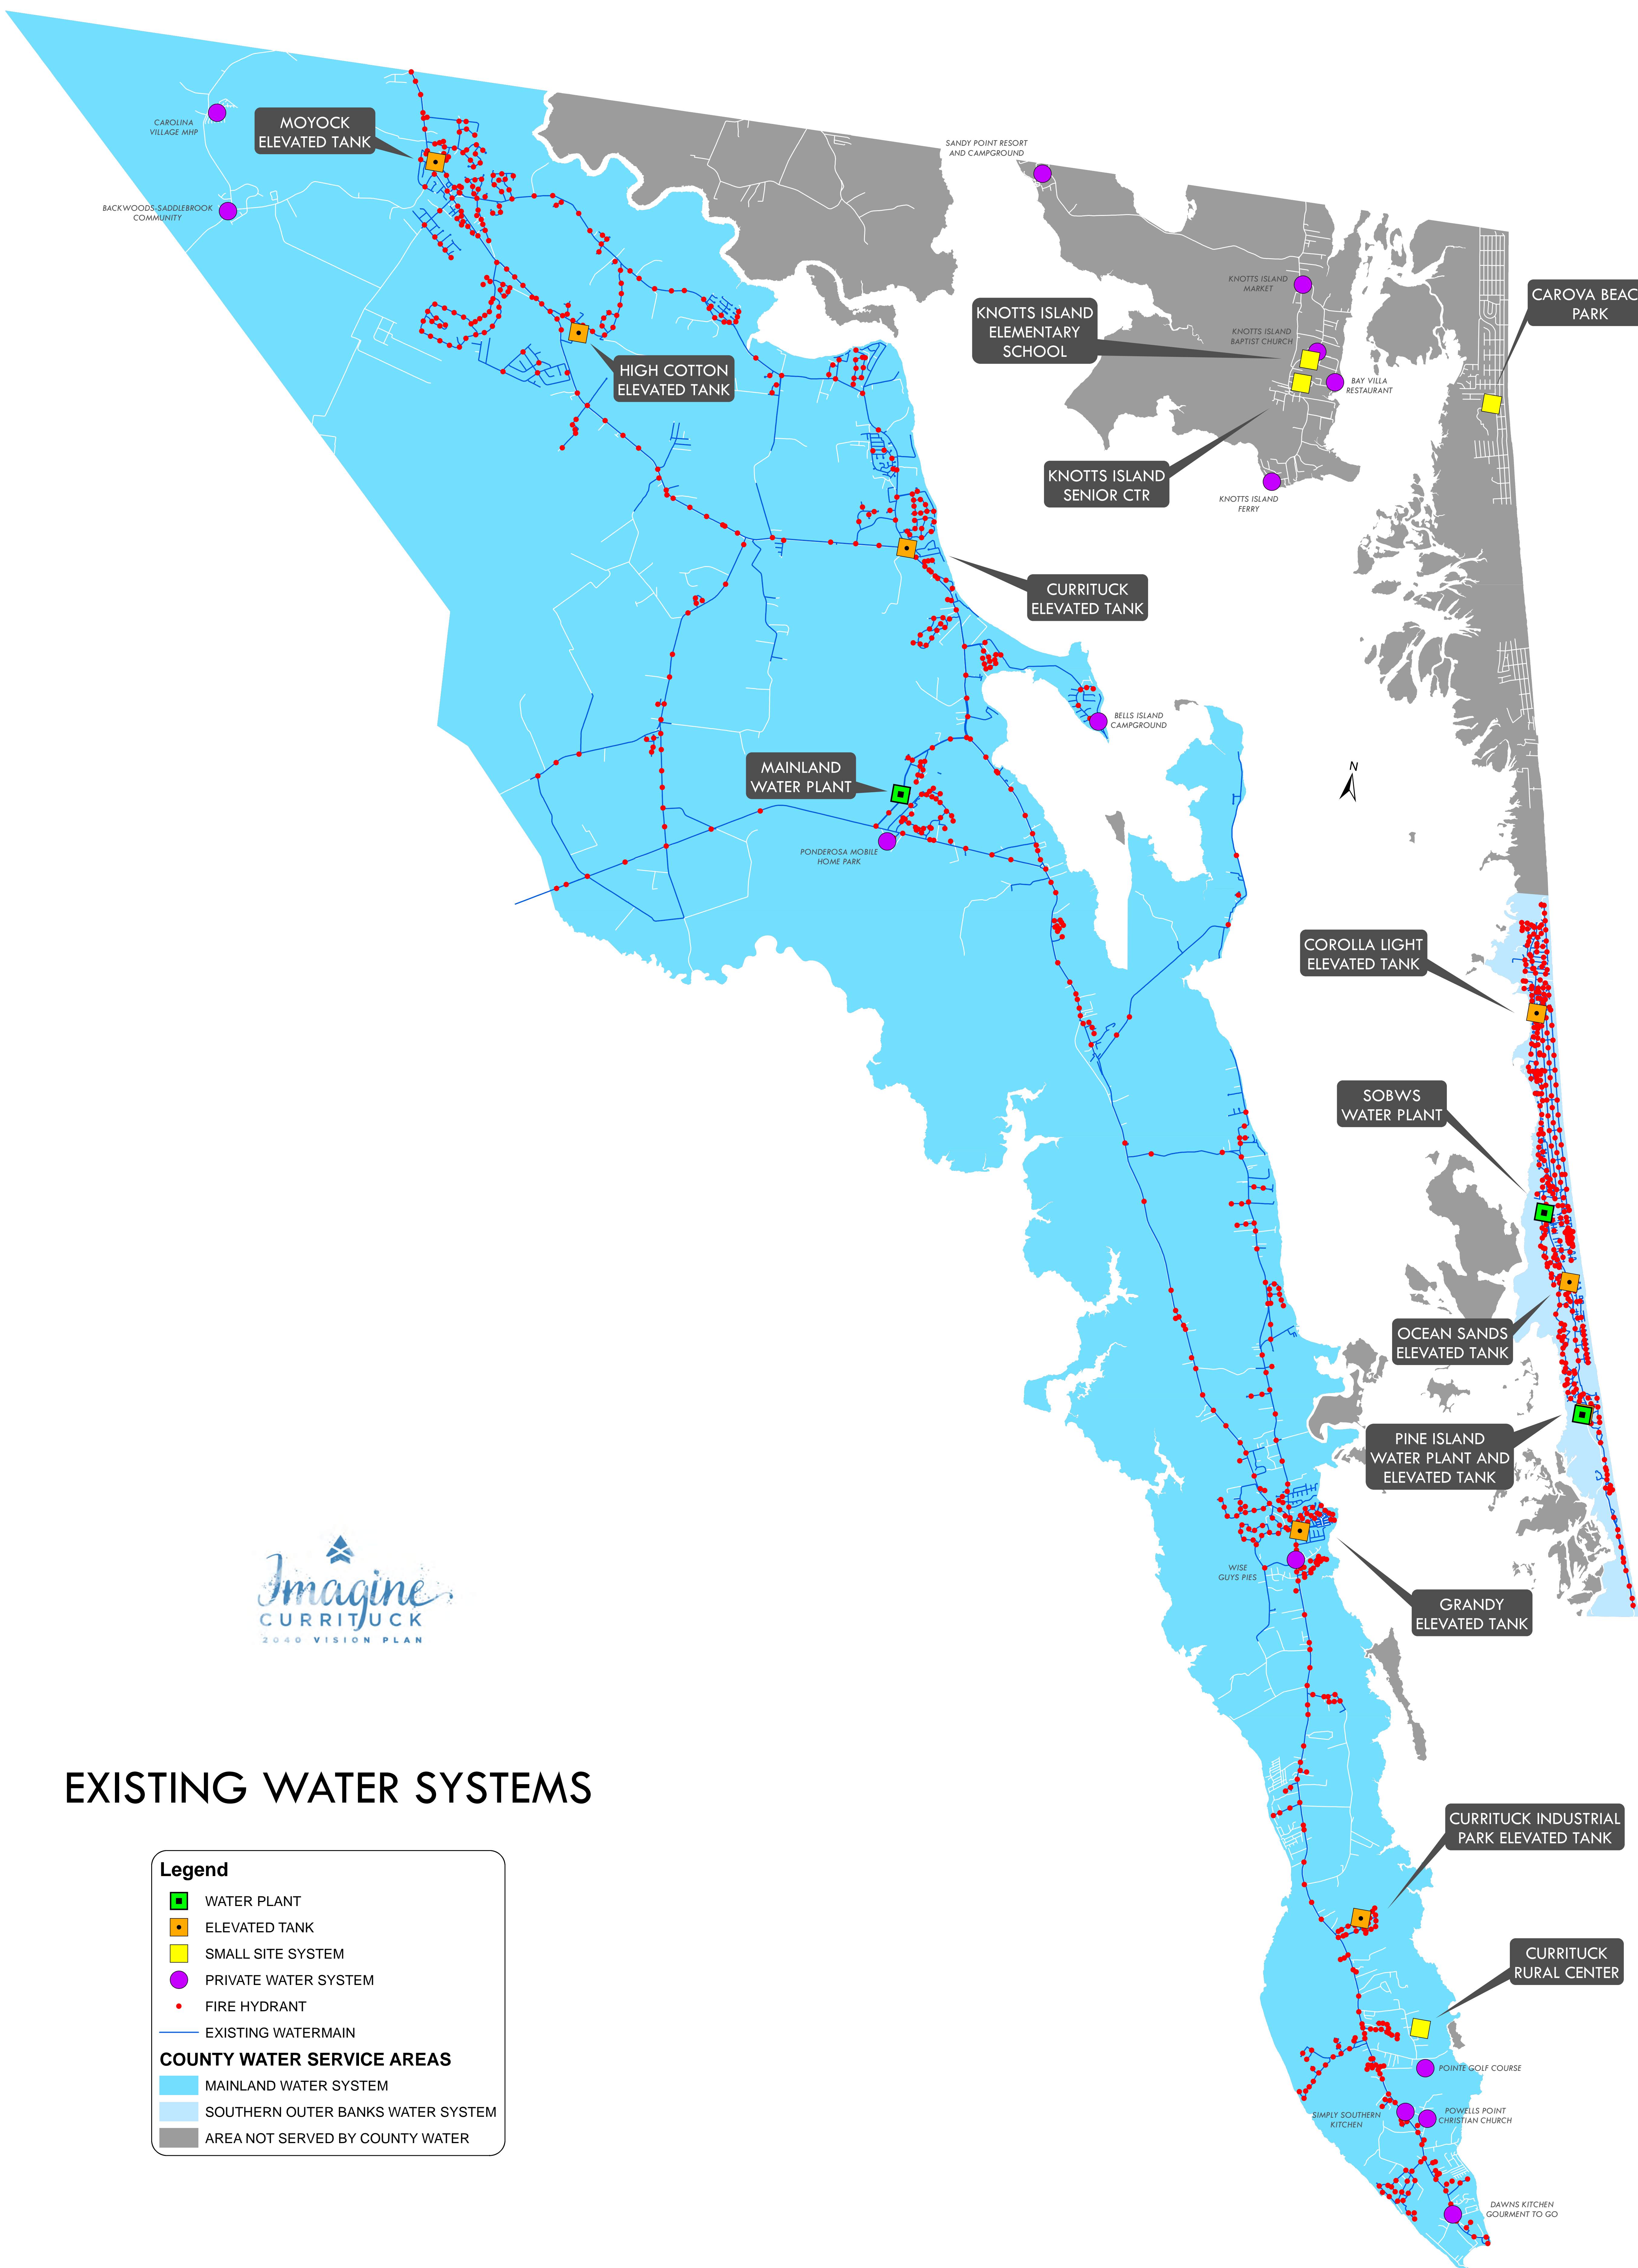 CAROLINA
VILLAGE MHP
MOYOCK
ELEVATED TANK
BACKWOODS-SADDLEBROOK
COMMUNITY
SANDY POINT RESORT
AND CAMPGROUND
KNOTTS ISLAND
MARKET
CAROVA BEAC
PARK
KNOTTS ISLAND
ELEMENTARY
SCHOOL
KNOTTS ISLAND
BAPTIST CHURCH
HIGH COTTON
ELEVATED TANK
BAY VILLA
RESTAURANT
KNOTTS ISLAND
SENIOR CTR
KNOTTS ISLAND
FERRY
CURRITUCK
ELEVATED TANK
BELLS ISLAND
CAMPGROUND
MAINLAND
WATER PLANT
N
PONDEROSA MOBILE
HOME PARK
COROLLA LIGHT
ELEVATED TANK
SOBWS
WATER PLANT
OCEAN SANDS
ELEVATED TANK
PINE ISLAND
WATER PLANT AND
ELEVATED TANK
WISE
GUYS PIES
GRANDY
ELEVATED TANK
Imagine
CURRITUCK
2040 VISION PLAN
EXISTING WATER SYSTEMS
CURRITUCK INDUSTRIAL
PARK ELEVATED TANK
CURRITUCK
RURAL CENTER
POINTE GOLF COURSE
SIMPLY SOUTHERN
KITCHEN
POWELLS POINT
CHRISTIAN CHURCH
DAWNS KITCHEN
GOURMENT TO GO
Legend
WATER PLANT
ELEVATED TANK
SMALL SITE SYSTEM
PRIVATE WATER SYSTEM
FIRE HYDRANT
EXISTING WATERMAIN
COUNTY WATER SERVICE AREAS
MAINLAND WATER SYSTEM
SOUTHERN OUTER BANKS WATER SYSTEM
AREA NOT SERVED BY COUNTY WATER